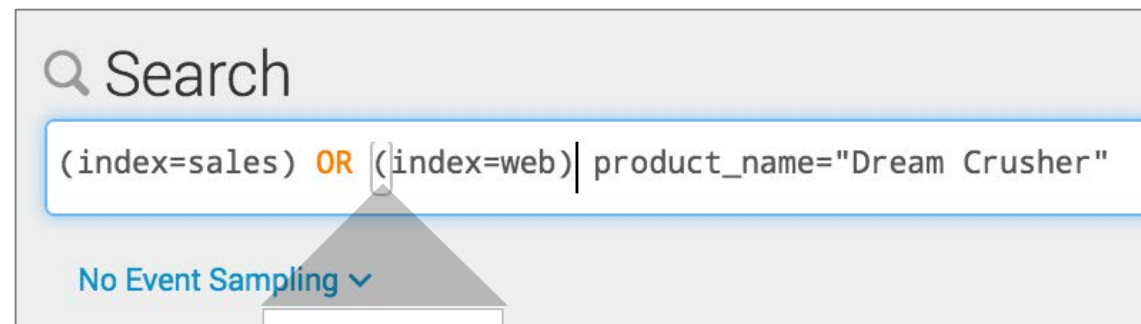 Search
(index=sales) OR (index=web) product_name="Dream Crusher"
No Event Sampling